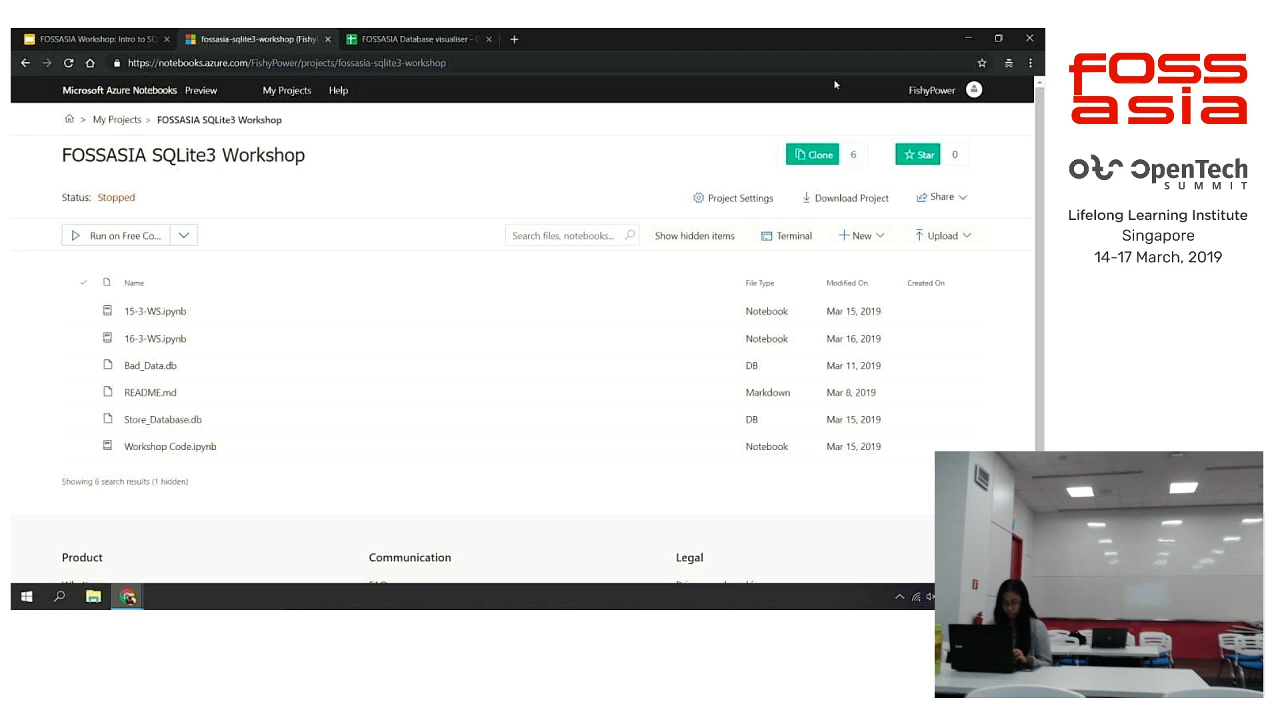 FOSSASIA Workshop: Intro to SQ
fossasia-sqlite3-workshop (Fishy
FOSSASIA Database visualiser -
https://notebooks.azure.com/FishyPower/projects/fossasia-sqlite3-workshop
Microsoft Azure Notebooks Preview My Projects Help FishyPower
> My Projects > FOSSASIA SQLite3 Workshop
FOSSASIA SQLite3 Workshop
Clone 6 Star 0
Status: Stopped
Project Settings Download Project Share
Run on Free Co...
Search files, notebooks... Show hidden items Terminal New Upload
Name File Type Modified On Created On
15-3-WS.ipynb Notebook Mar 15, 2019
16-3-WS.ipynb Notebook Mar 16, 2019
Bad_Data.db DB Mar 11, 2019
README.md Markdown Mar 8, 2019
Store_Database.db DB Mar 15, 2019
Workshop Code.ipynb Notebook Mar 15, 2019
Showing 6 search results (1 hidden)
Product Communication Legal
FOSS
ASIA
OpenTech
SUMMIT
Lifelong Learning Institute
Singapore
14-17 March, 2019